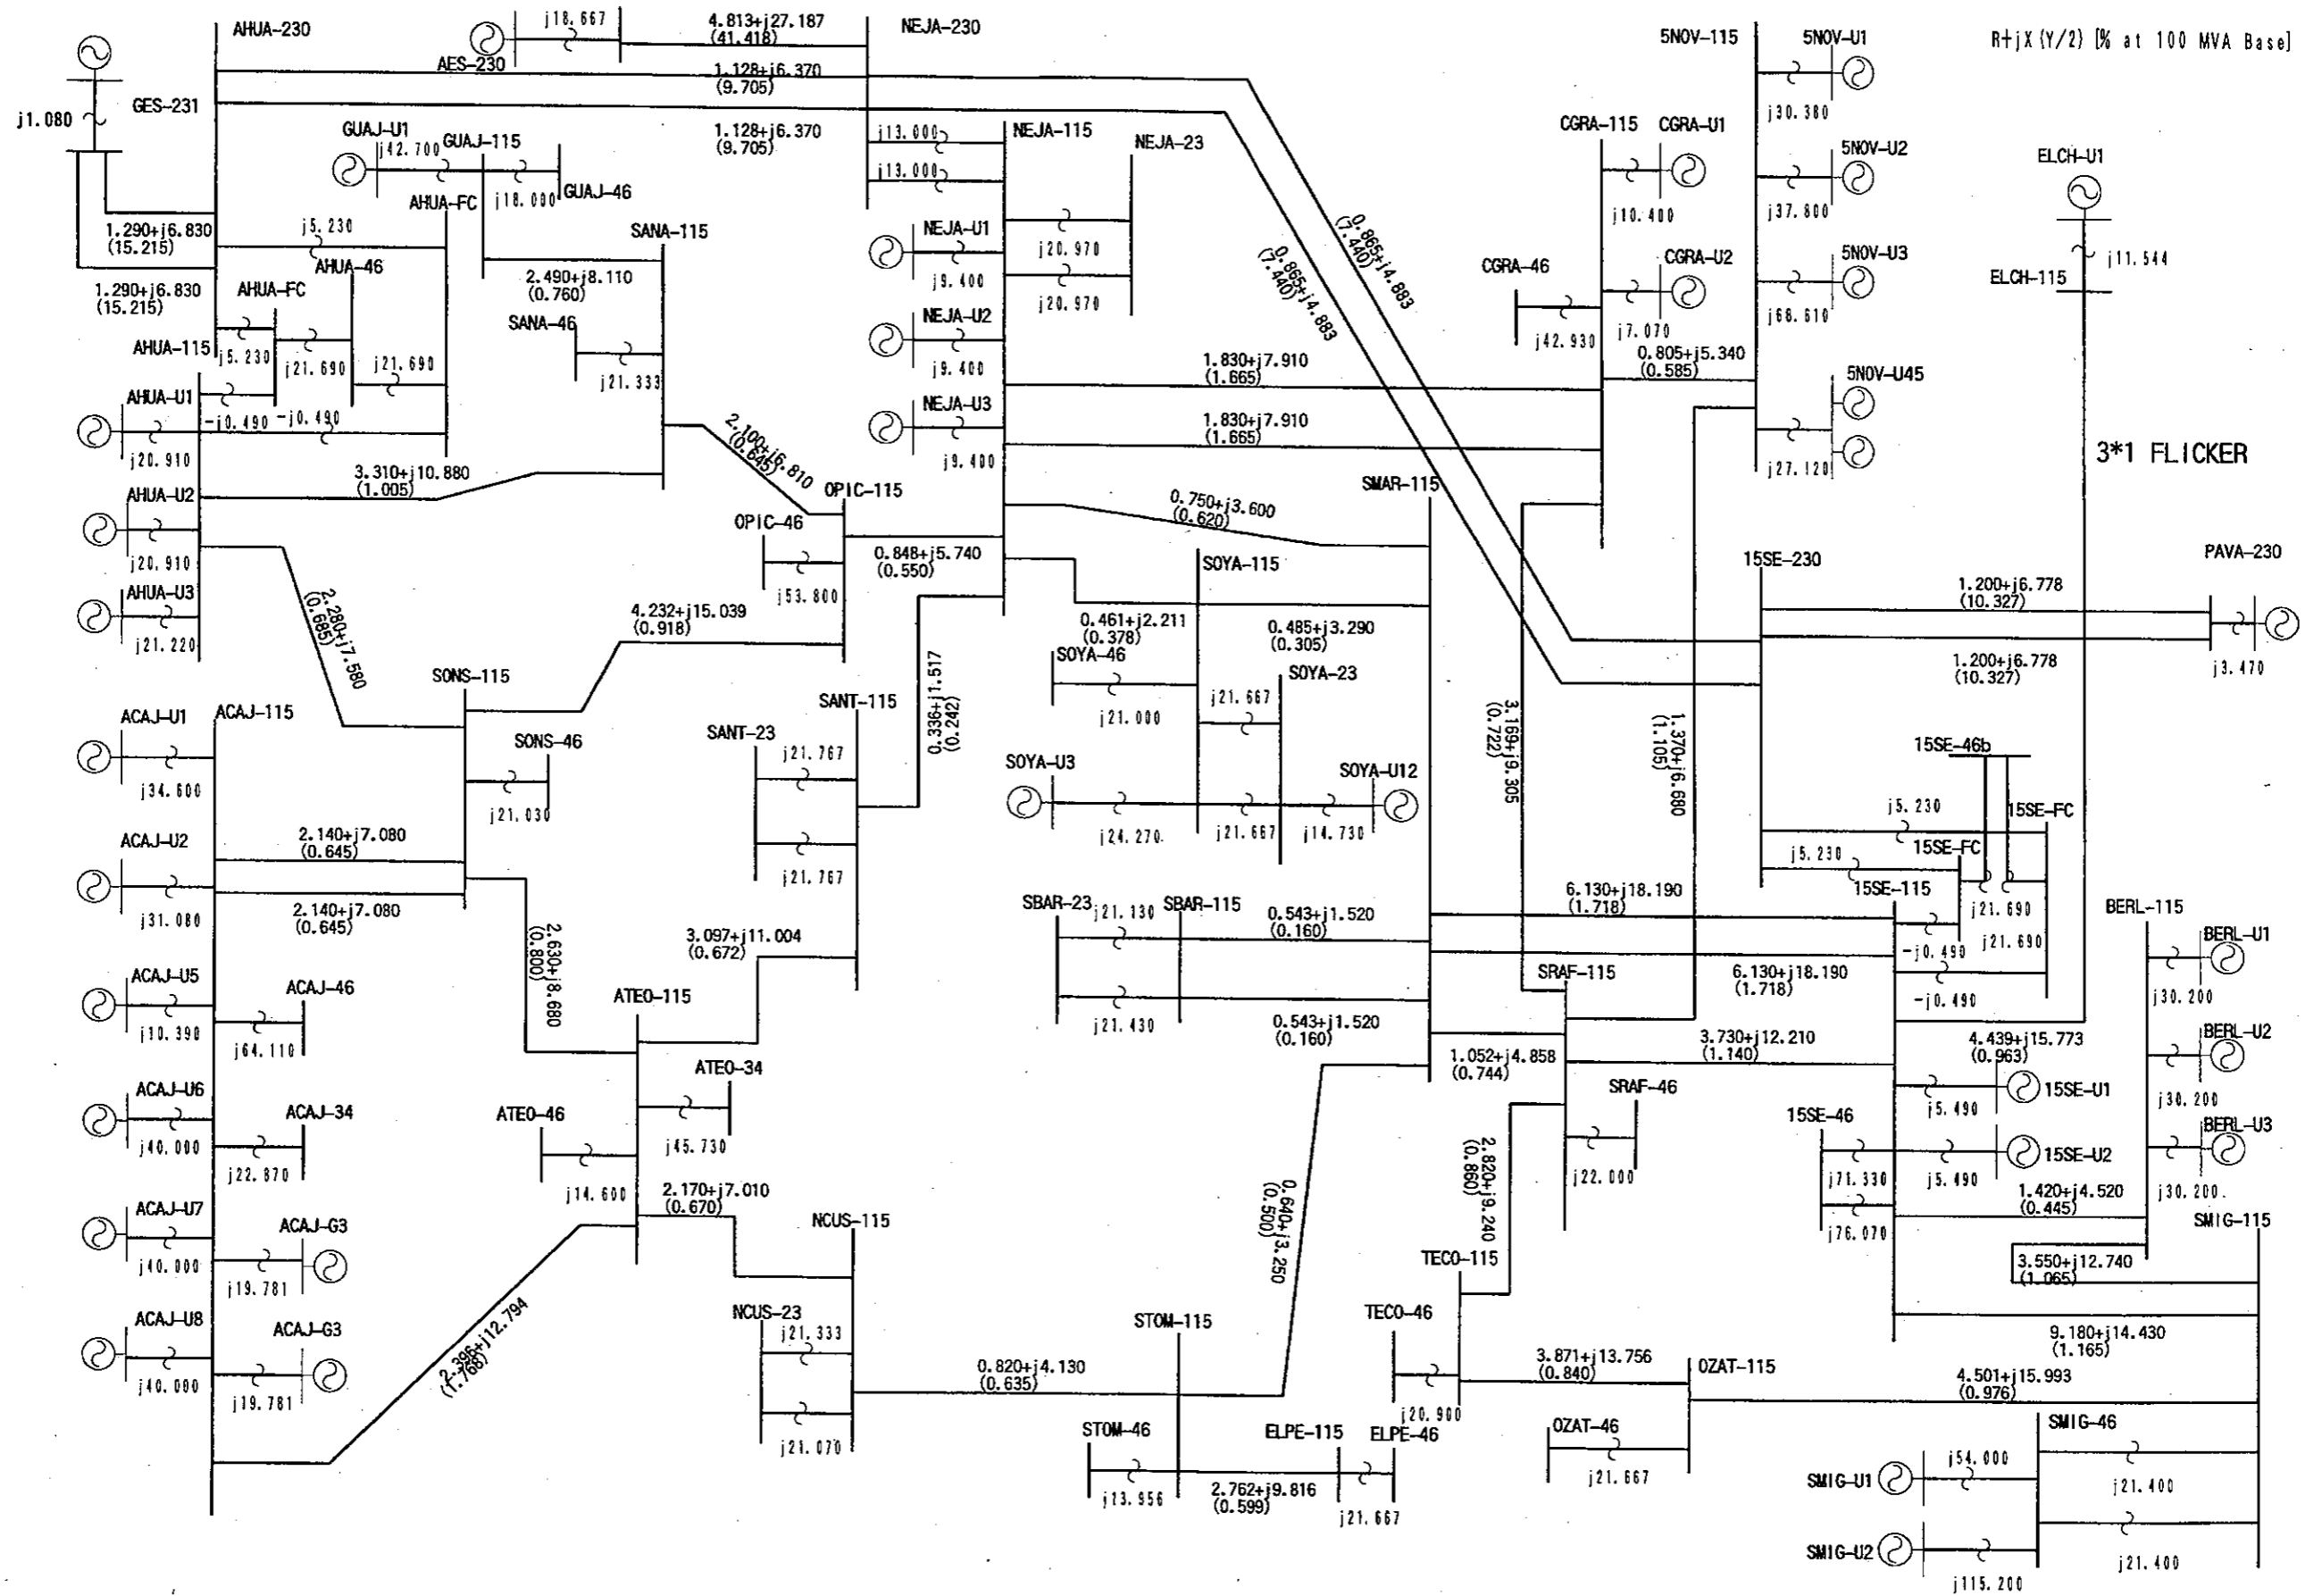 AHUA-230
j18.667
4.813+j27.187
(41.418)
NEJA-230
5NOV-115
5NOV-U1
R+jX (Y/2) [% at 100 MVA Base]
AES-230
1.128+j6.370
(9.705)
GES-231
j1.080
j30.380
GUAJ-U1
j42.700
GUAJ-115
1.128+j6.370
(9.705)
j13.000
NEJA-115
NEJA-23
CGRA-115
CGRA-U1
5NOV-U2
ELCH-U1
j13.000
j18.000
GUAJ-46
AHUA-FC
j10.400
j37.800
1.290+j6.830
(15.215)
j5.230
SANA-115
NEJA-U1
j20.970
0.865+j4.883
(7.440)
0.865+j4.883
(7.440)
CGRA-46
CGRA-U2
5NOV-U3
j11.544
ELCH-115
AHUA-46
2.490+j8.110
(0.760)
j9.400
j20.970
1.290+j6.830
(15.215)
AHUA-FC
SANA-46
NEJA-U2
j7.070
j68.610
AHUA-115
j5.230
j21.690
j21.690
j21.333
j9.400
1.830+j7.910
(1.665)
j42.930
0.805+j5.340
(0.585)
5NOV-U45
AHUA-U1
-j0.490
-j0.490
NEJA-U3
1.830+j7.910
(1.665)
j20.910
j9.400
j27.120
3*1 FLICKER
3.310+j10.880
(1.005)
2.100+j6.810
(0.645)
AHUA-U2
OPIC-115
SMAR-115
OPIC-46
0.750+j3.600
(0.620)
j20.910
0.848+j5.740
(0.550)
SOYA-115
15SE-230
PAVA-230
AHUA-U3
j53.800
1.200+j6.778
(10.327)
2.280+j7.580
(0.685)
4.232+j15.039
(0.918)
0.461+j2.211
(0.378)
0.485+j3.290
(0.305)
j21.220
SOYA-46
1.200+j6.778
(10.327)
j3.470
SONS-115
SANT-115
0.336+j1.517
(0.242)
j21.667
SOYA-23
ACAJ-U1
ACAJ-115
j21.000
3.169+j9.305
(0.722)
1.370+j6.680
(1.105)
SONS-46
SANT-23
j21.767
15SE-46b
j34.600
SOYA-U3
SOYA-U12
j21.030
j5.230
15SE-FC
ACAJ-U2
2.140+j7.080
(0.645)
j24.270
j21.667
j14.730
j5.230
15SE-FC
j31.080
2.140+j7.080
(0.645)
j21.767
6.130+j18.190
(1.718)
15SE-115
SBAR-23
j21.130
SBAR-115
0.543+j1.520
(0.160)
j21.690
BERL-115
2.630+j8.680
(0.800)
3.097+j11.004
(0.672)
-j0.490
j21.690
BERL-U1
ACAJ-U5
ACAJ-46
ATEO-115
SRAF-115
6.130+j18.190
(1.718)
-j0.490
j30.200
j10.390
j21.430
0.543+j1.520
(0.160)
j64.110
1.052+j4.858
(0.744)
3.730+j12.210
(1.140)
4.439+j15.773
(0.963)
BERL-U2
ATEO-34
ACAJ-U6
ACAJ-34
ATEO-46
SRAF-46
15SE-46
j5.490
15SE-U1
j30.200
j40.000
j45.730
BERL-U3
j22.870
2.820+j9.240
(0.860)
j22.000
j71.330
j5.490
15SE-U2
j14.600
2.170+j7.010
(0.670)
0.640+j3.250
(0.500)
1.420+j4.520
(0.445)
j30.200
ACAJ-U7
ACAJ-G3
NCUS-115
j76.070
SMIG-115
TECO-115
3.550+j12.740
(1.065)
j40.000
j19.781
ACAJ-U8
ACAJ-G3
2.396+j12.794
(1.768)
NCUS-23
j21.333
STOM-115
TECO-46
9.180+j14.430
(1.165)
0.820+j4.130
(0.635)
3.871+j13.756
(0.840)
OZAT-115
4.501+j15.993
(0.976)
j40.000
j19.781
j20.900
j21.070
STOM-46
ELPE-115
ELPE-46
OZAT-46
SMIG-46
j54.000
j23.956
2.762+j9.816
(0.599)
j21.667
j21.667
SMIG-U1
j21.400
SMIG-U2
j115.200
j21.400